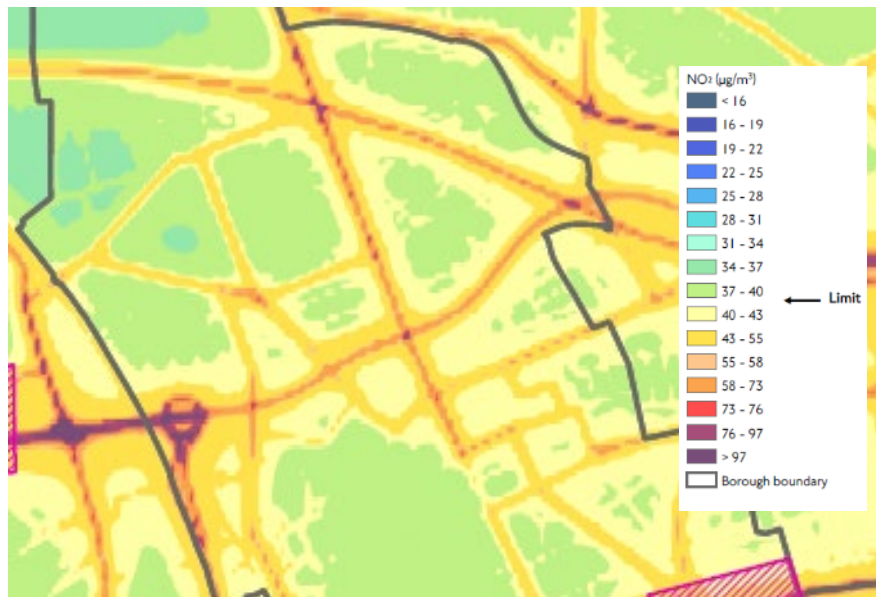 NO₂ (µg/m³)
< 16
16 - 19
19 - 22
22 - 25
25 - 28
28 - 31
31 - 34
34 - 37
37 - 40
Limit
40 - 43
43 - 55
55 - 58
58 - 73
73 - 76
76 - 97
> 97
Borough boundary